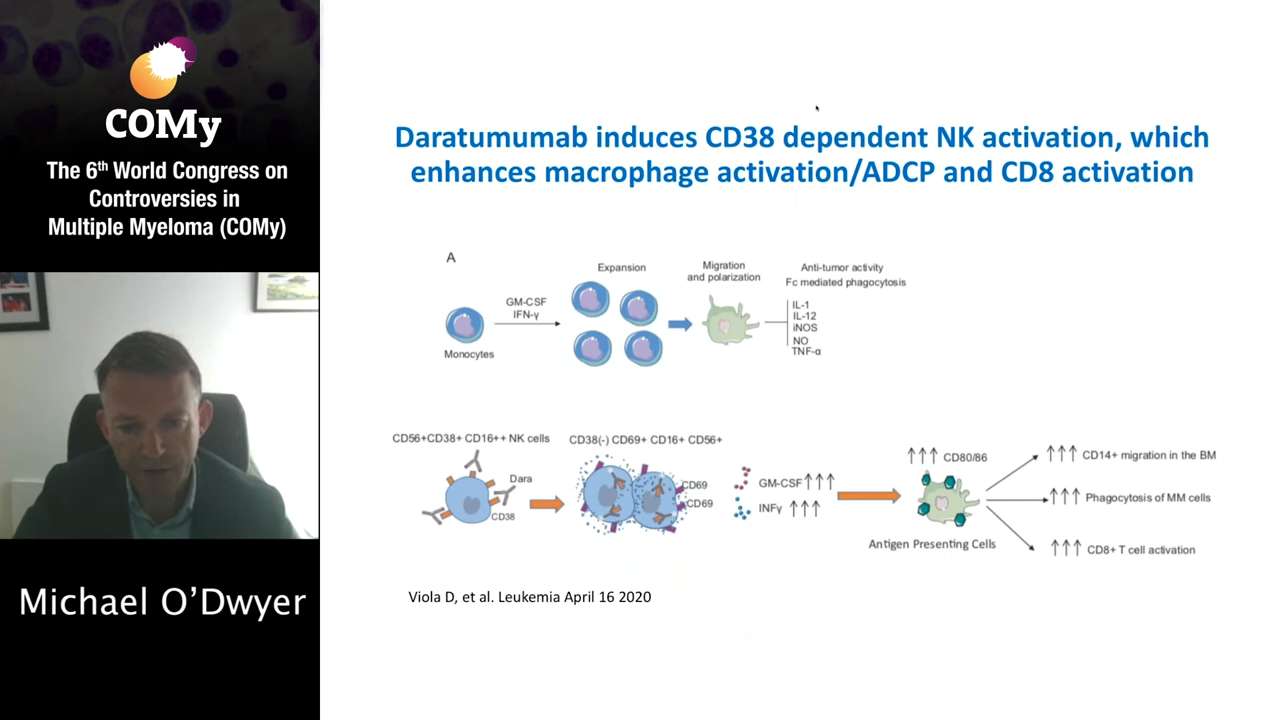 COMy
The 6th World Congress on
Controversies in
Multiple Myeloma (COMy)
Michael O’Dwyer
Daratumumab induces CD38 dependent NK activation, which
enhances macrophage activation/ADCP and CD8 activation
A
Monocytes
GM-CSF
IFN-γ
Expansion
Migration
and polarization
Anti-tumor activity
Fc mediated phagocytosis
IL-1
IL-12
iNOS
NO
TNF-α
CD56+CD38+ CD16++ NK cells
Dara
CD38
CD38(-) CD69+ CD16+ CD56+
CD69
CD69
GM-CSF↑↑↑
INFγ ↑↑↑
↑↑↑ CD80/86
Antigen Presenting Cells
↑↑↑ CD14+ migration in the BM
↑↑↑ Phagocytosis of MM cells
↑↑↑ CD8+ T cell activation
Viola D, et al. Leukemia April 16 2020